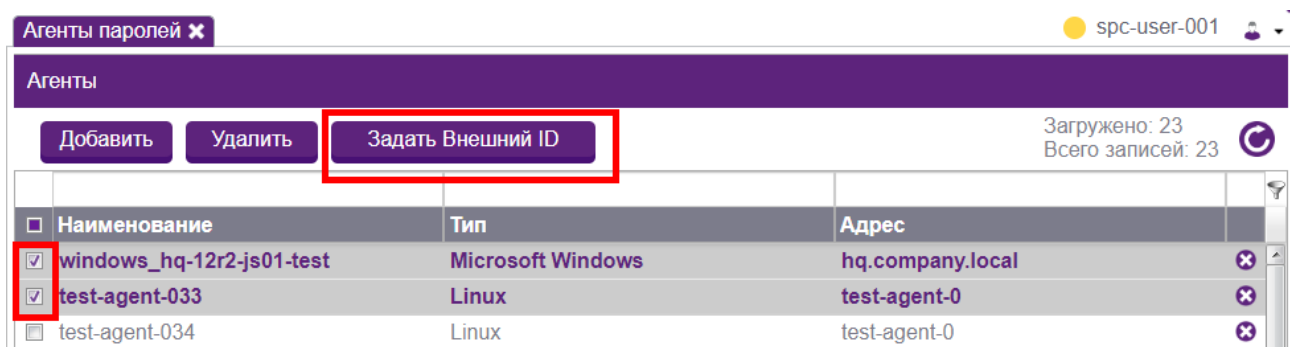 Агенты паролей
spc-user-001
Агенты
Добавить Удалить Задать Внешний ID
Загружено: 23
Всего записей: 23
Наименование Тип Адрес
windows_hq-12r2-js01-test Microsoft Windows hq.company.local
test-agent-033 Linux test-agent-0
test-agent-034 Linux test-agent-0